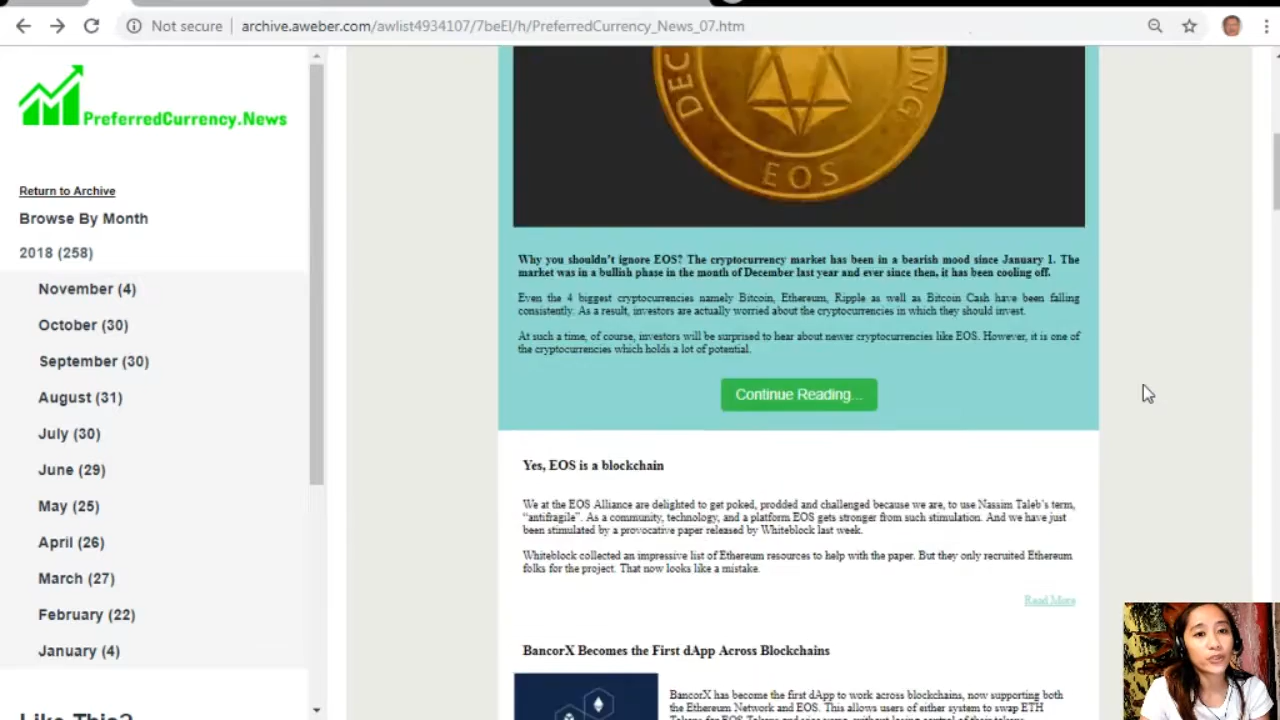 Not secure
archive.aweber.com/awlist4934107/7beEI/h/PreferredCurrency_News_07.htm
PreferredCurrency.News
Return to Archive
Browse By Month
2018 (258)
November (4)
October (30)
September (30)
August (31)
July (30)
June (29)
May (25)
April (26)
March (27)
February (22)
January (4)
Like This?
DEC
ING
EOS
Why you shouldn't ignore EOS? The cryptocurrency market has been in a bearish mood since January 1. The
market was in a bullish phase in the month of December last year and ever since then, it has been cooling off.
Even the 4 biggest cryptocurrencies namely Bitcoin, Ethereum, Ripple as well as Bitcoin Cash have been falling
consistently. As a result, investors are actually worried about the cryptocurrencies in which they should invest.
At such a time, of course, investors will be surprised to hear about newer cryptocurrencies like EOS. However, it is one of
the cryptocurrencies which holds a lot of potential.
Continue Reading...
Yes, EOS is a blockchain
We at the EOS Alliance are delighted to get poked, prodded and challenged because we are, to use Nassim Taleb's term,
“antifragile”. As a community, technology, and a platform EOS gets stronger from such stimulation. And we have just
been stimulated by a provocative paper released by Whiteblock last week.
Whiteblock collected an impressive list of Ethereum resources to help with the paper. But they only recruited Ethereum
folks for the project. That now looks like a mistake.
Read More
BancorX Becomes the First dApp Across Blockchains
BancorX has become the first dApp to work across blockchains, now supporting both
the Ethereum Network and EOS. This allows users of either system to swap ETH
Tokens for EOS Tokens and vice versa, without losing control of their tokens